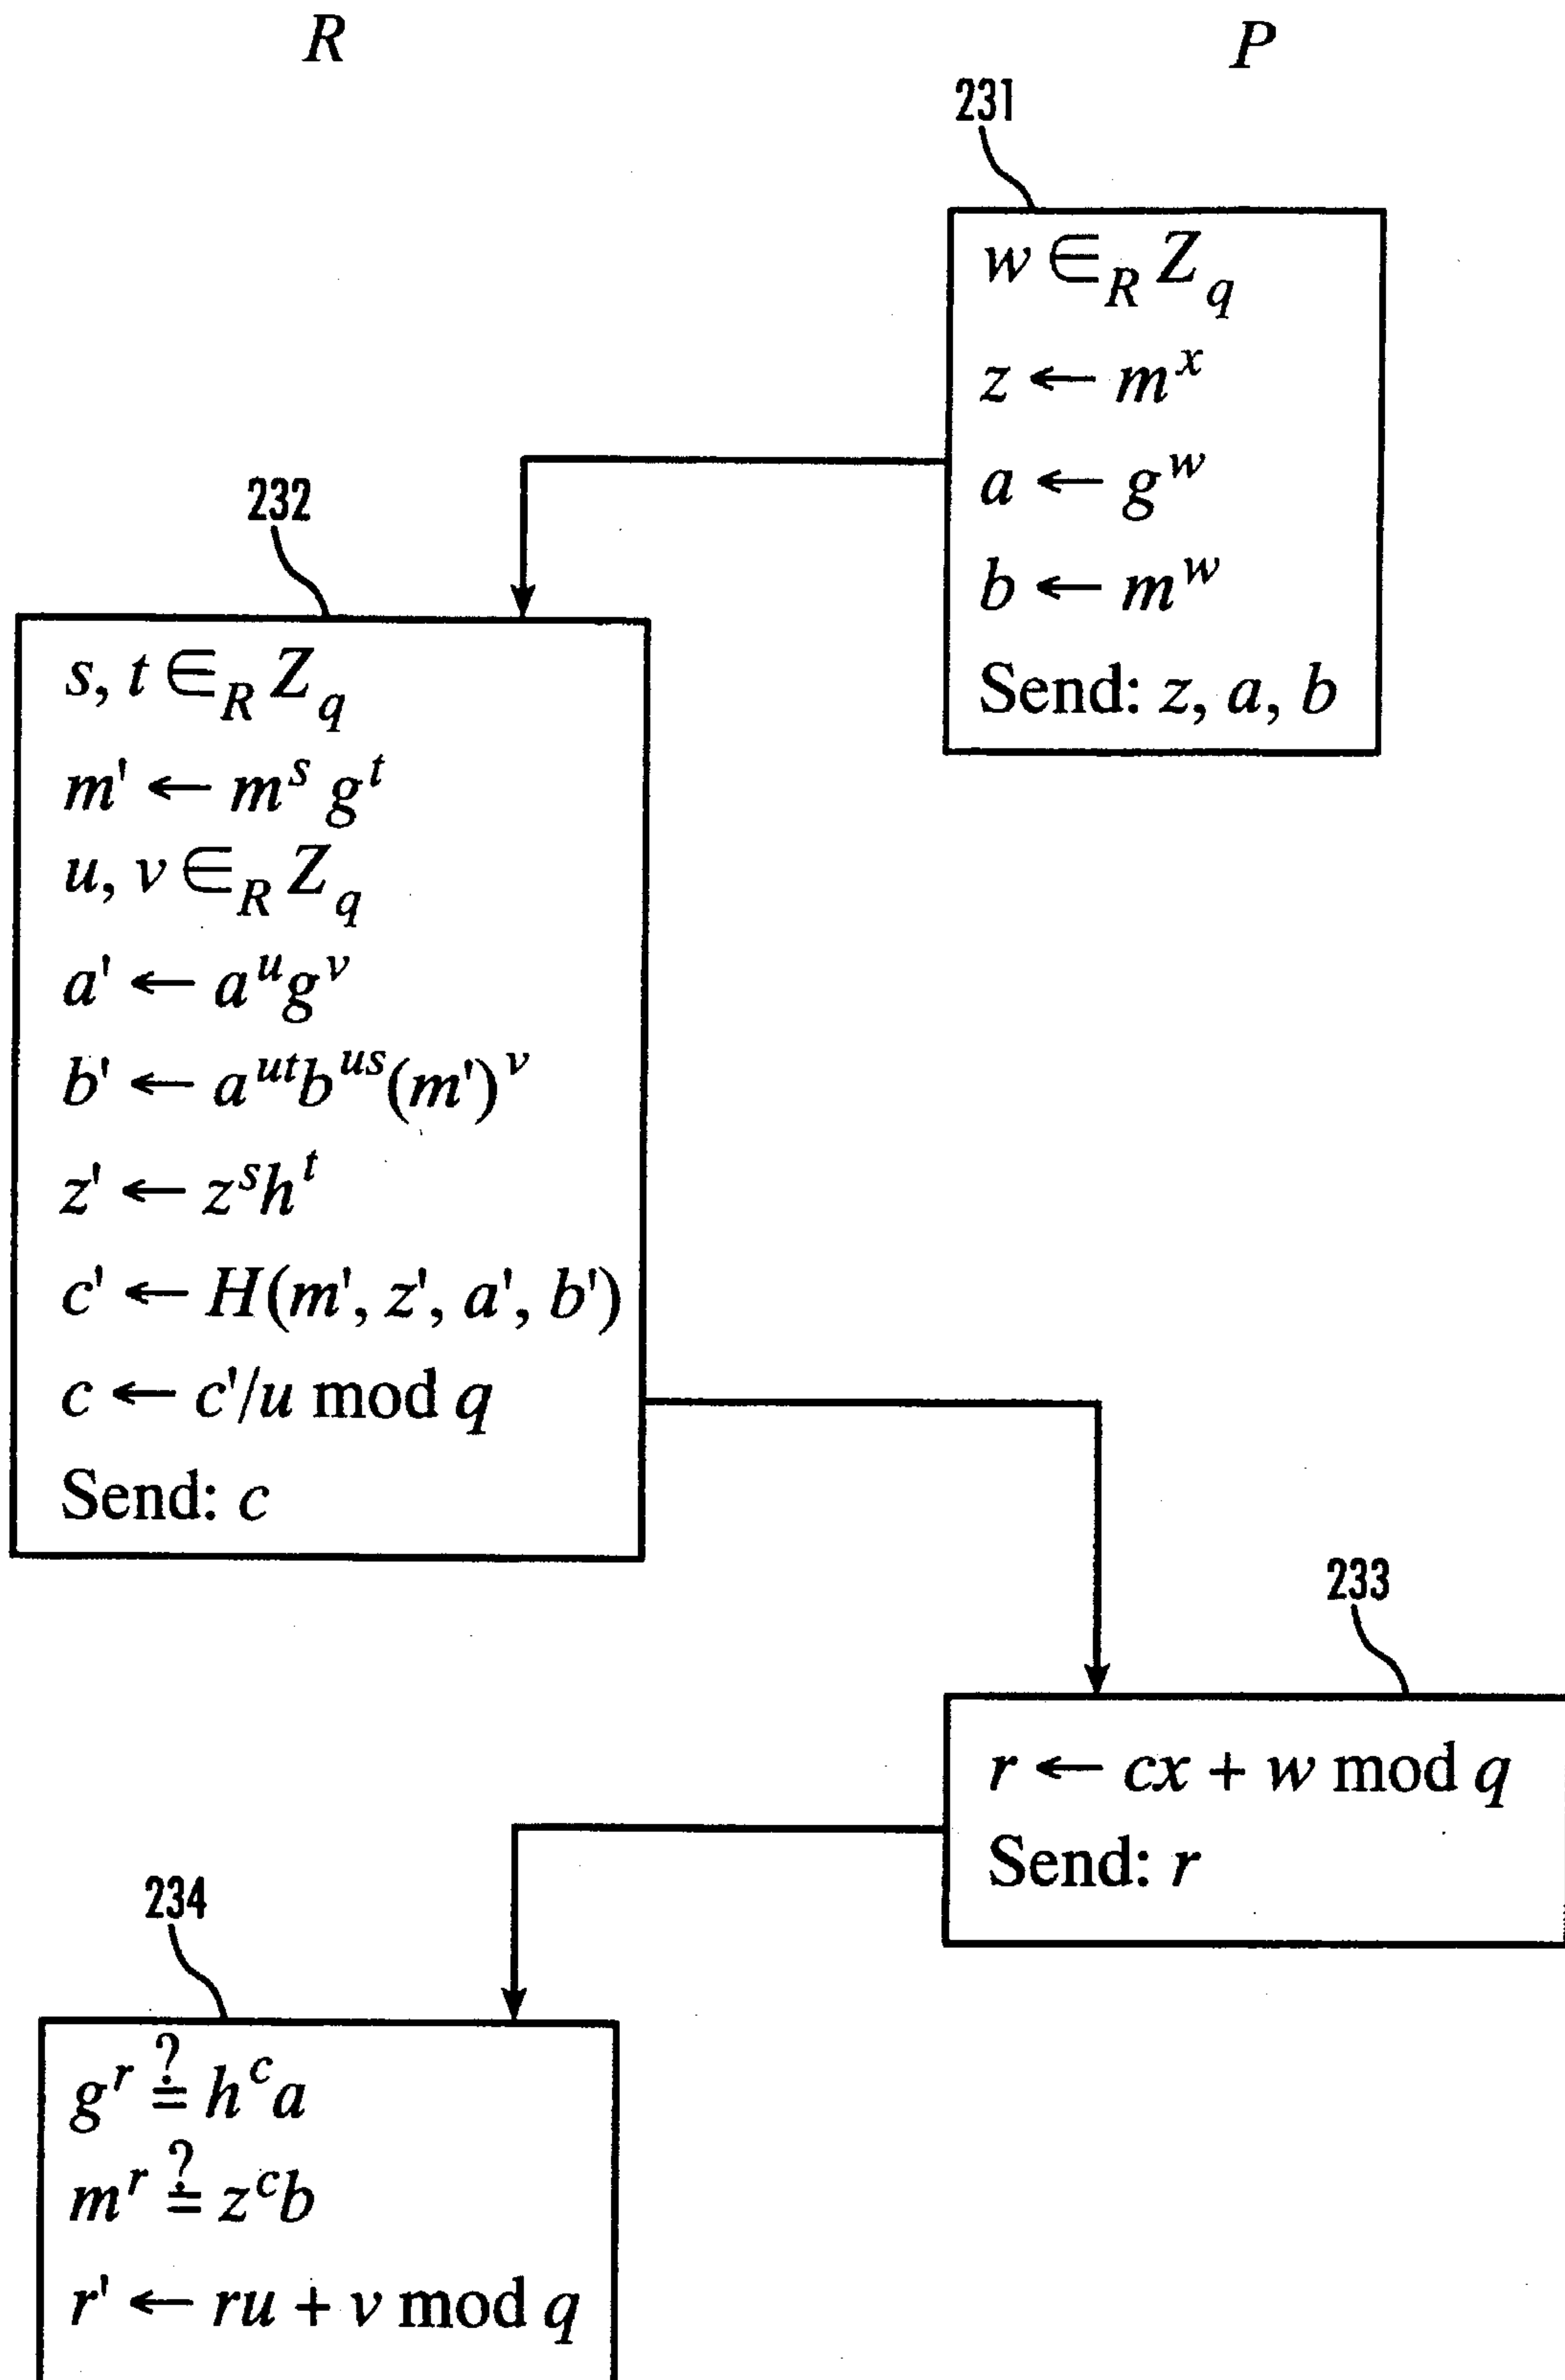 R
P
231
w ∈_R Z_q
z ← m^x
a ← g^w
b ← m^w
Send: z, a, b
232
s, t ∈_R Z_q
m' ← m^s g^t
u, v ∈_R Z_q
a' ← a^u g^v
b' ← a^{ut} b^{us} (m')^v
z' ← z^s h^t
c' ← H(m', z', a', b')
c ← c'/u mod q
Send: c
233
r ← cx + w mod q
Send: r
234
g^r ≟ h^c a
m^r ≟ z^c b
r' ← ru + v mod q